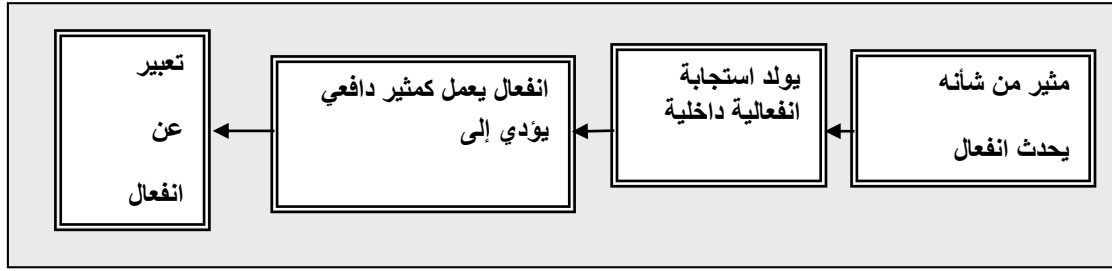 مثير من شأنه
يحدث انفعال
يولد استجابة
انفعالية داخلية
انفعال يعمل كمثير دافعي
يؤدي إلى
تعبير
عن
انفعال